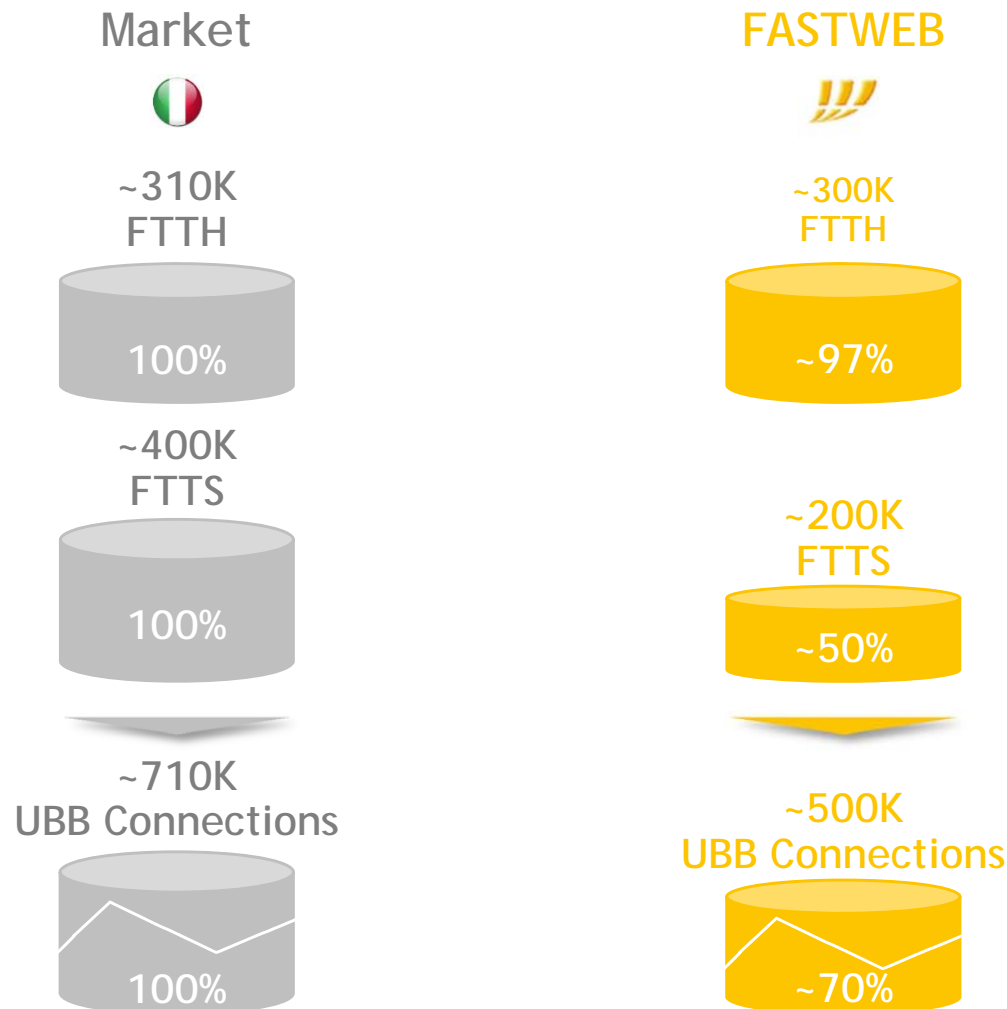 Market
~310K
FTTH
100%
~400K
FTTS
100%
~710K
UBB Connections
100%
FASTWEB
~300K
FTTH
~97%
~200K
FTTS
~50%
~500K
UBB Connections
~70%